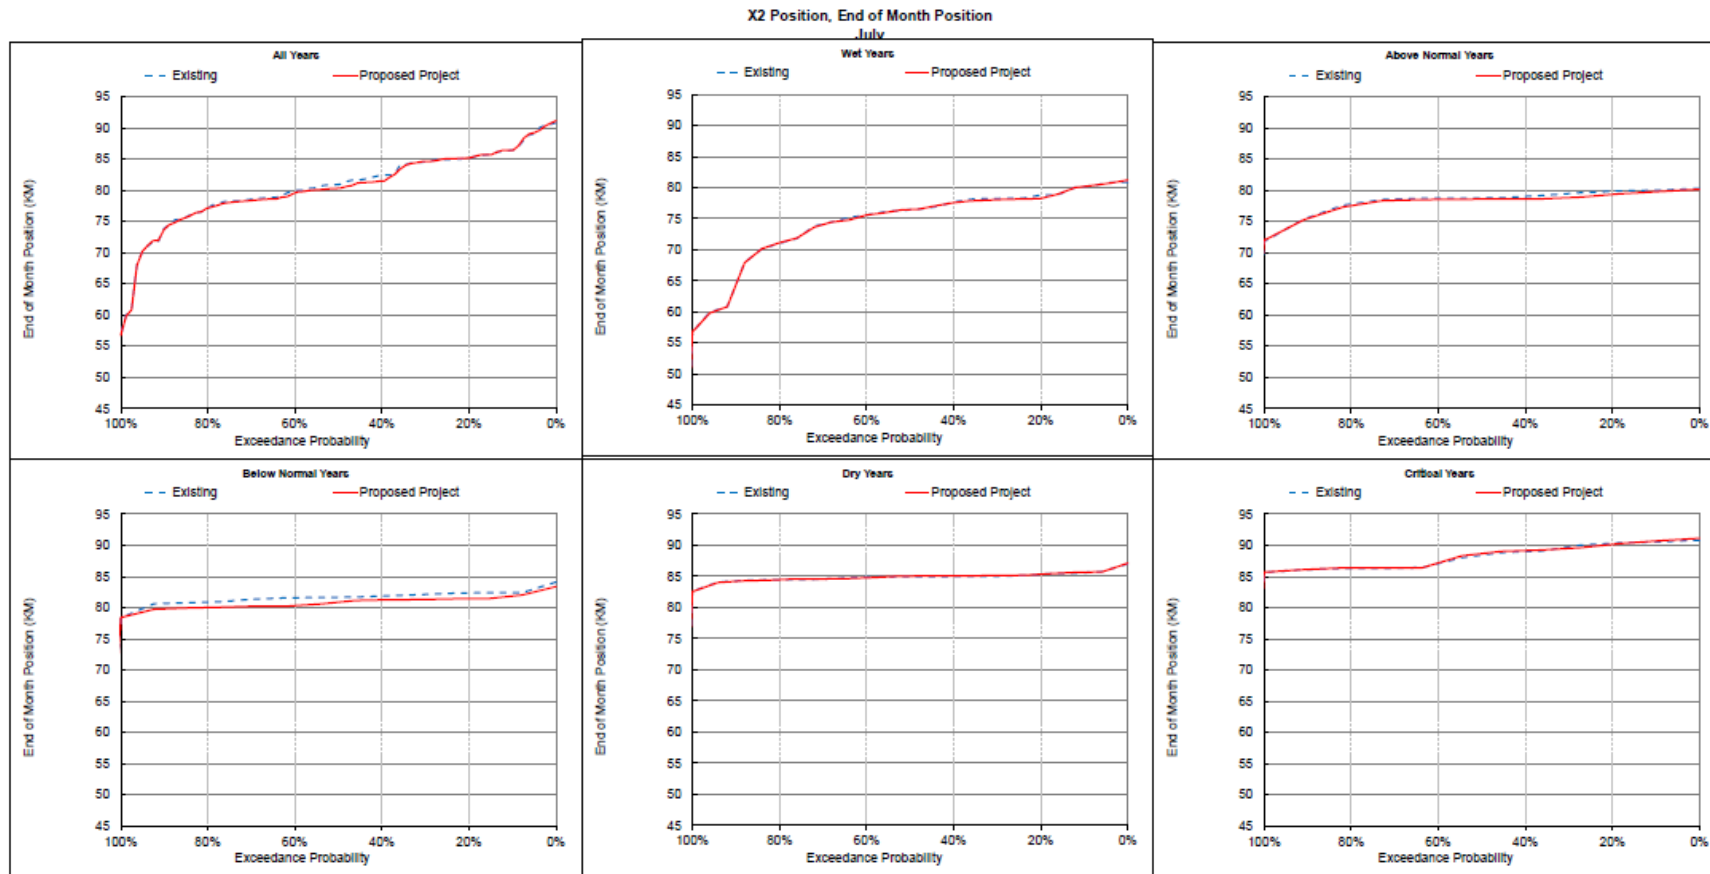 X2 Position, End of Month Position
July
All Years
Existing
Proposed Project
End of Month Position (KM)
95
90
85
80
75
70
65
60
55
50
45
100% 80% 60% 40% 20% 0%
Exceedance Probability
Wet Years
Existing
Proposed Project
End of Month Position (KM)
95
90
85
80
75
70
65
60
55
50
45
100% 80% 60% 40% 20% 0%
Exceedance Probability
Above Normal Years
Existing
Proposed Project
End of Month Position (KM)
95
90
85
80
75
70
65
60
55
50
45
100% 80% 60% 40% 20% 0%
Exceedance Probability
Below Normal Years
Existing
Proposed Project
End of Month Position (KM)
95
90
85
80
75
70
65
60
55
50
45
100% 80% 60% 40% 20% 0%
Exceedance Probability
Dry Years
Existing
Proposed Project
End of Month Position (KM)
95
90
85
80
75
70
65
60
55
50
45
100% 80% 60% 40% 20% 0%
Exceedance Probability
Critical Years
Existing
Proposed Project
End of Month Position (KM)
95
90
85
80
75
70
65
60
55
50
45
100% 80% 60% 40% 20% 0%
Exceedance Probability